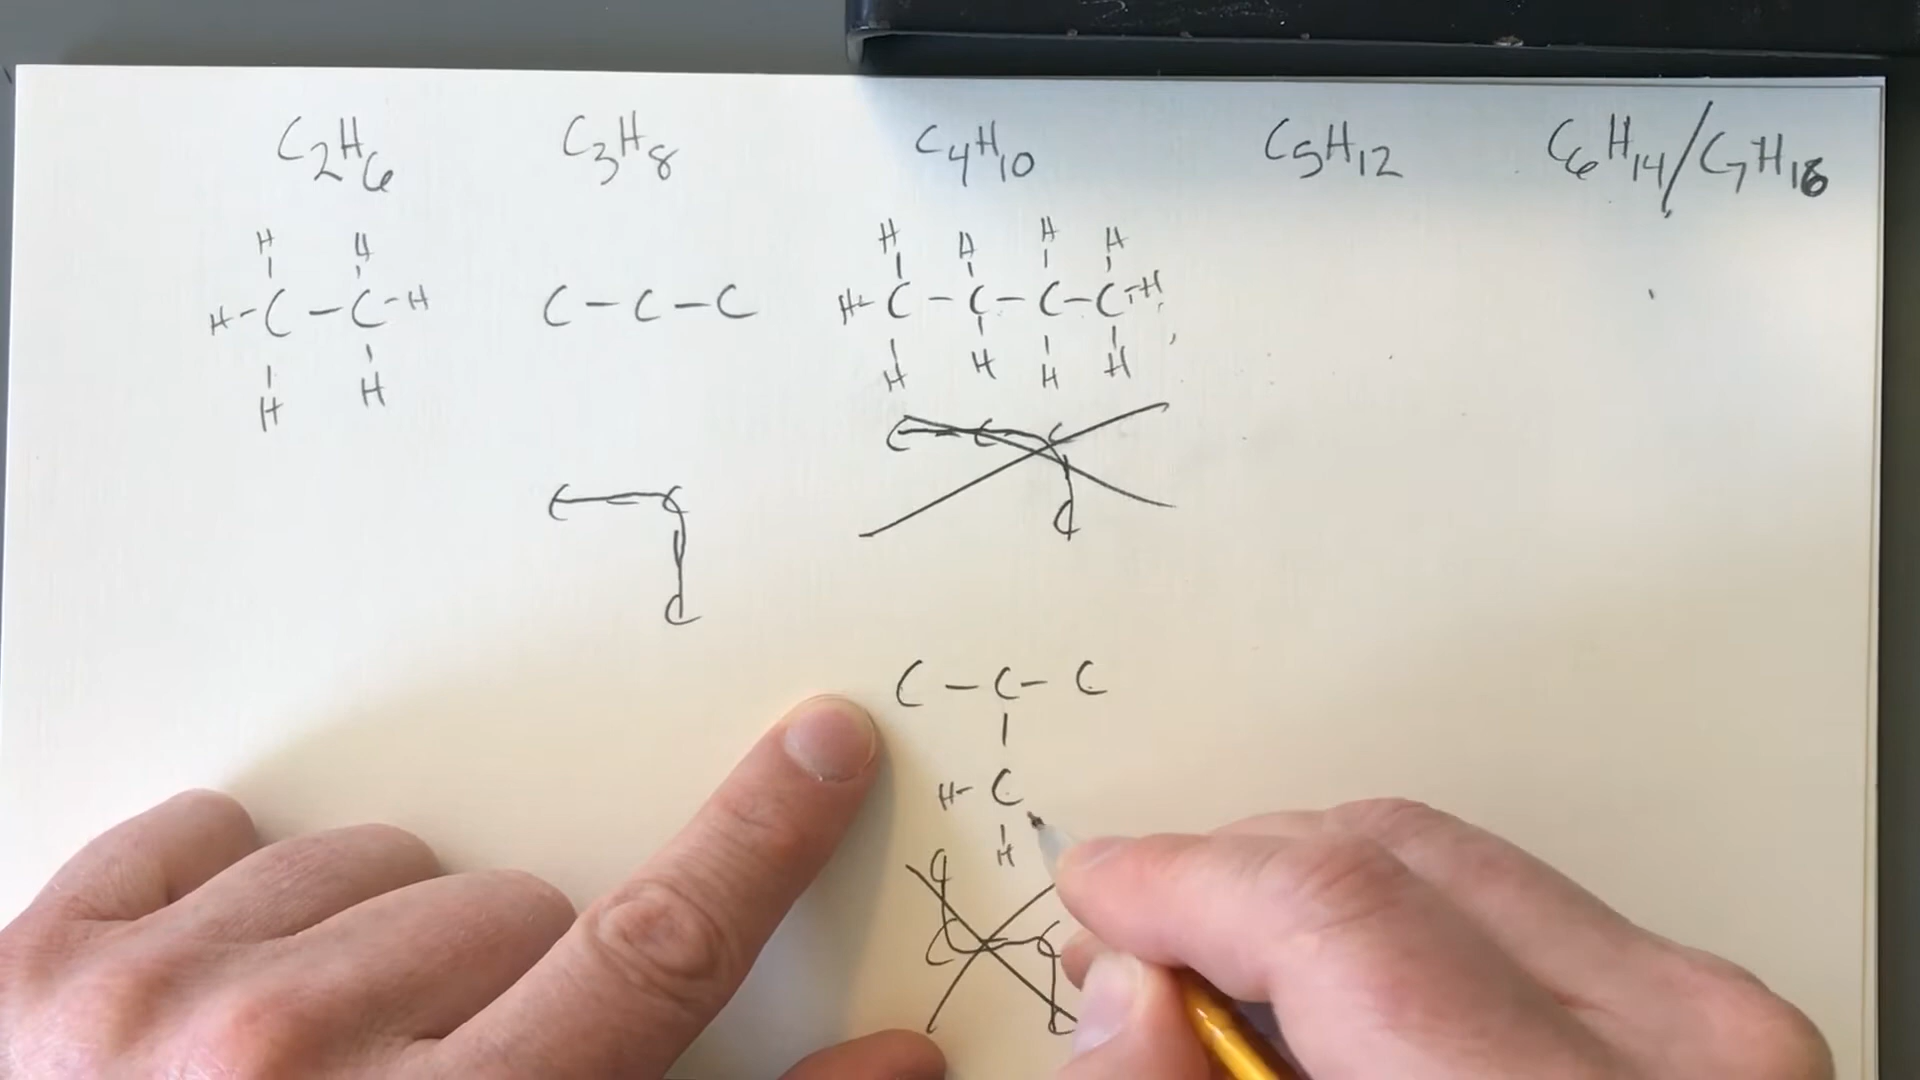 C2H6 C3H8 C4H10 C5H12 C6H14/C7H16
H H H H H H
H-C-C-H C-C-C H-C-C-C-C-H
H H H H H H
C-C-C
C
C-C
C
C-C-C
H-C
H
C
C-C
C